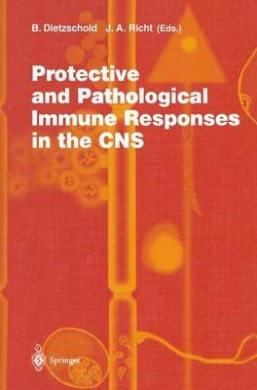 B. Dietzschold J. A. Richt (Eds.)
Protective
and Pathological
Immune Responses
in the CNS
Springer